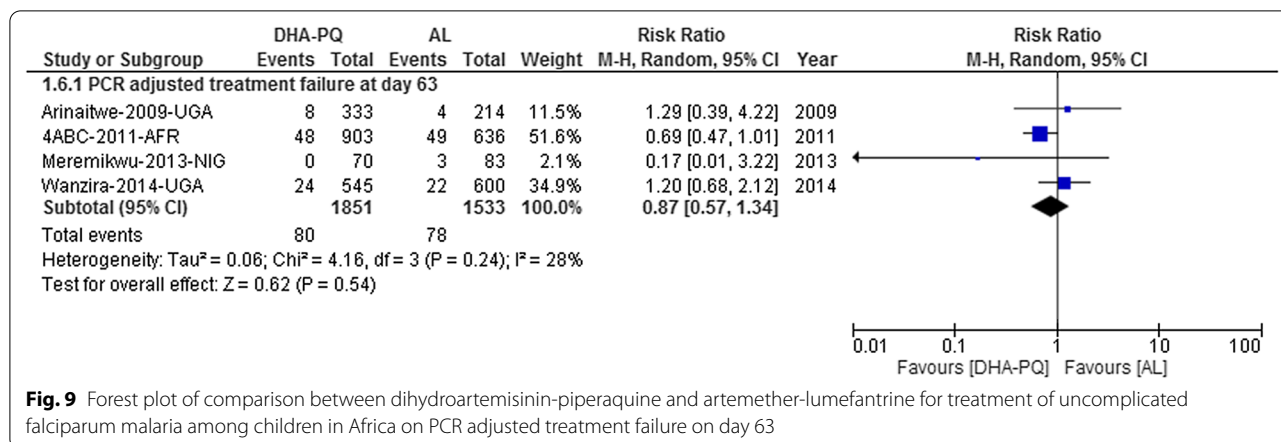 DHA-PQ AL Risk Ratio Risk Ratio
Study or Subgroup Events Total Events Total Weight M-H, Random, 95% CI Year M-H, Random, 95% CI
1.6.1 PCR adjusted treatment failure at day 63
Arinaitwe-2009-UGA 8 333 4 214 11.5% 1.29 [0.39, 4.22] 2009
4ABC-2011-AFR 48 903 49 636 51.6% 0.69 [0.47, 1.01] 2011
Meremikwu-2013-NIG 0 70 3 83 2.1% 0.17 [0.01, 3.22] 2013
Wanzira-2014-UGA 24 545 22 600 34.9% 1.20 [0.68, 2.12] 2014
Subtotal (95% CI) 1851 1533 100.0% 0.87 [0.57, 1.34]
Total events 80 78
Heterogeneity: Tau² = 0.06; Chi² = 4.16, df = 3 (P = 0.24); I² = 28%
Test for overall effect: Z = 0.62 (P = 0.54)
0.01 0.1 1 10 100
Favours [DHA-PQ] Favours [AL]
Fig. 9 Forest plot of comparison between dihydroartemisinin-piperaquine and artemether-lumefantrine for treatment of uncomplicated
falciparum malaria among children in Africa on PCR adjusted treatment failure on day 63